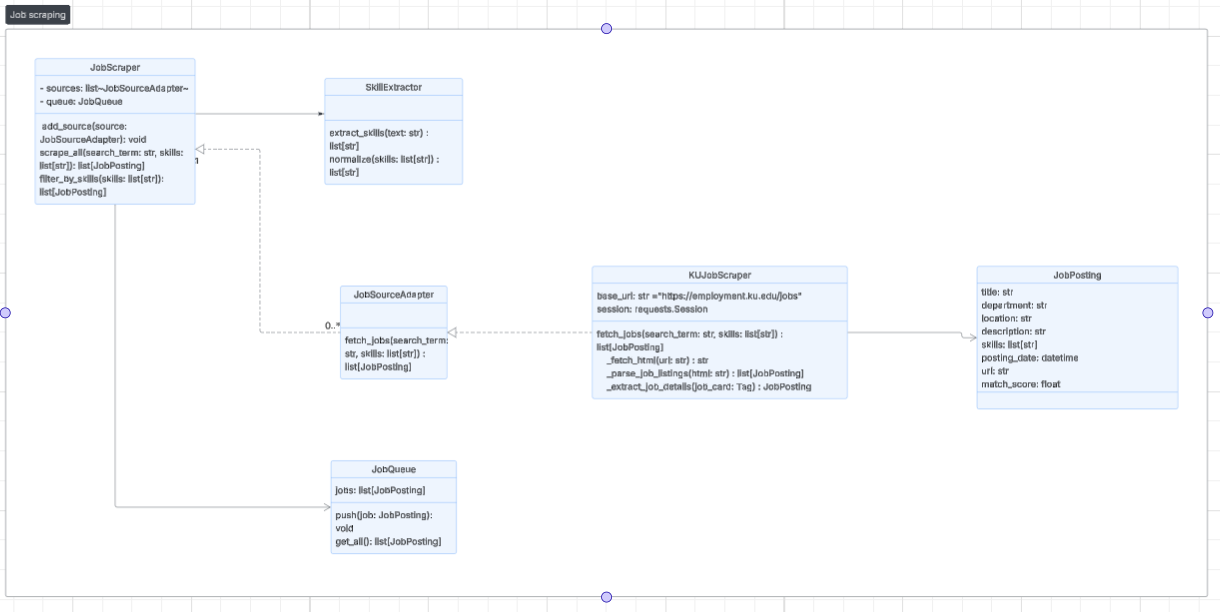 Job scraping
JobScraper
- sources: list~JobSourceAdapter~
- queue: JobQueue
add_source(source:
JobSourceAdapter): void
scrape_all(search_term: str, skills:
list[str]): list[JobPosting]
filter_by_skills(skills: list[str]):
list[JobPosting]
1
SkillExtractor
extract_skills(text: str) :
list[str]
normalize(skills: list[str]) :
list[str]
JobSourceAdapter
0..*
fetch_jobs(search_term:
str, skills: list[str]) :
list[JobPosting]
KUJobScraper
base_url: str ="https://employment.ku.edu/jobs"
session: requests.Session
fetch_jobs(search_term: str, skills: list[str]) :
list[JobPosting]
_fetch_html(url: str) : str
_parse_job_listings(html: str) : list[JobPosting]
_extract_job_details(job_card: Tag) : JobPosting
JobPosting
title: str
department: str
location: str
description: str
skills: list[str]
posting_date: datetime
url: str
match_score: float
JobQueue
jobs: list[JobPosting]
push(job: JobPosting):
void
get_all(): list[JobPosting]